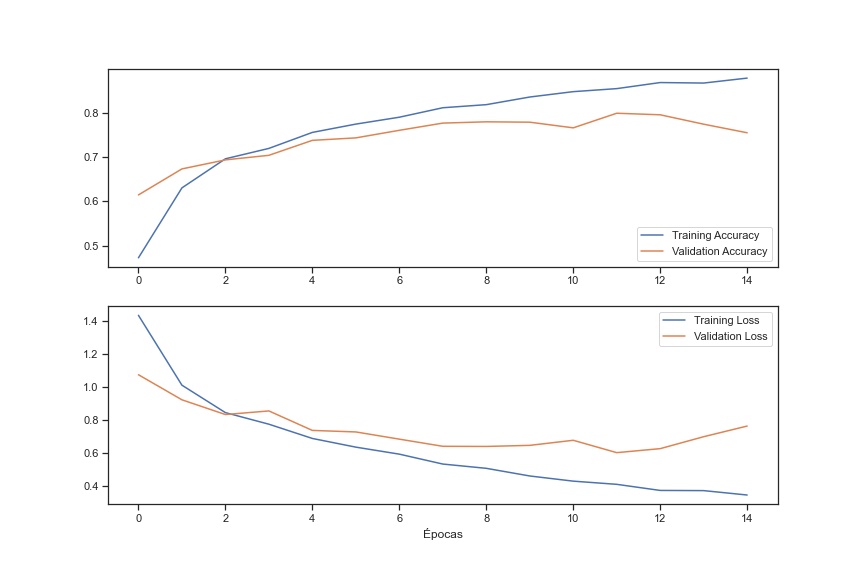 0.8
0.7
0.6
0.5
Training Accuracy
Validation Accuracy
0 2 4 6 8 10 12 14
1.4
1.2
1.0
0.8
0.6
0.4
Training Loss
Validation Loss
0 2 4 6 8 10 12 14
Épocas